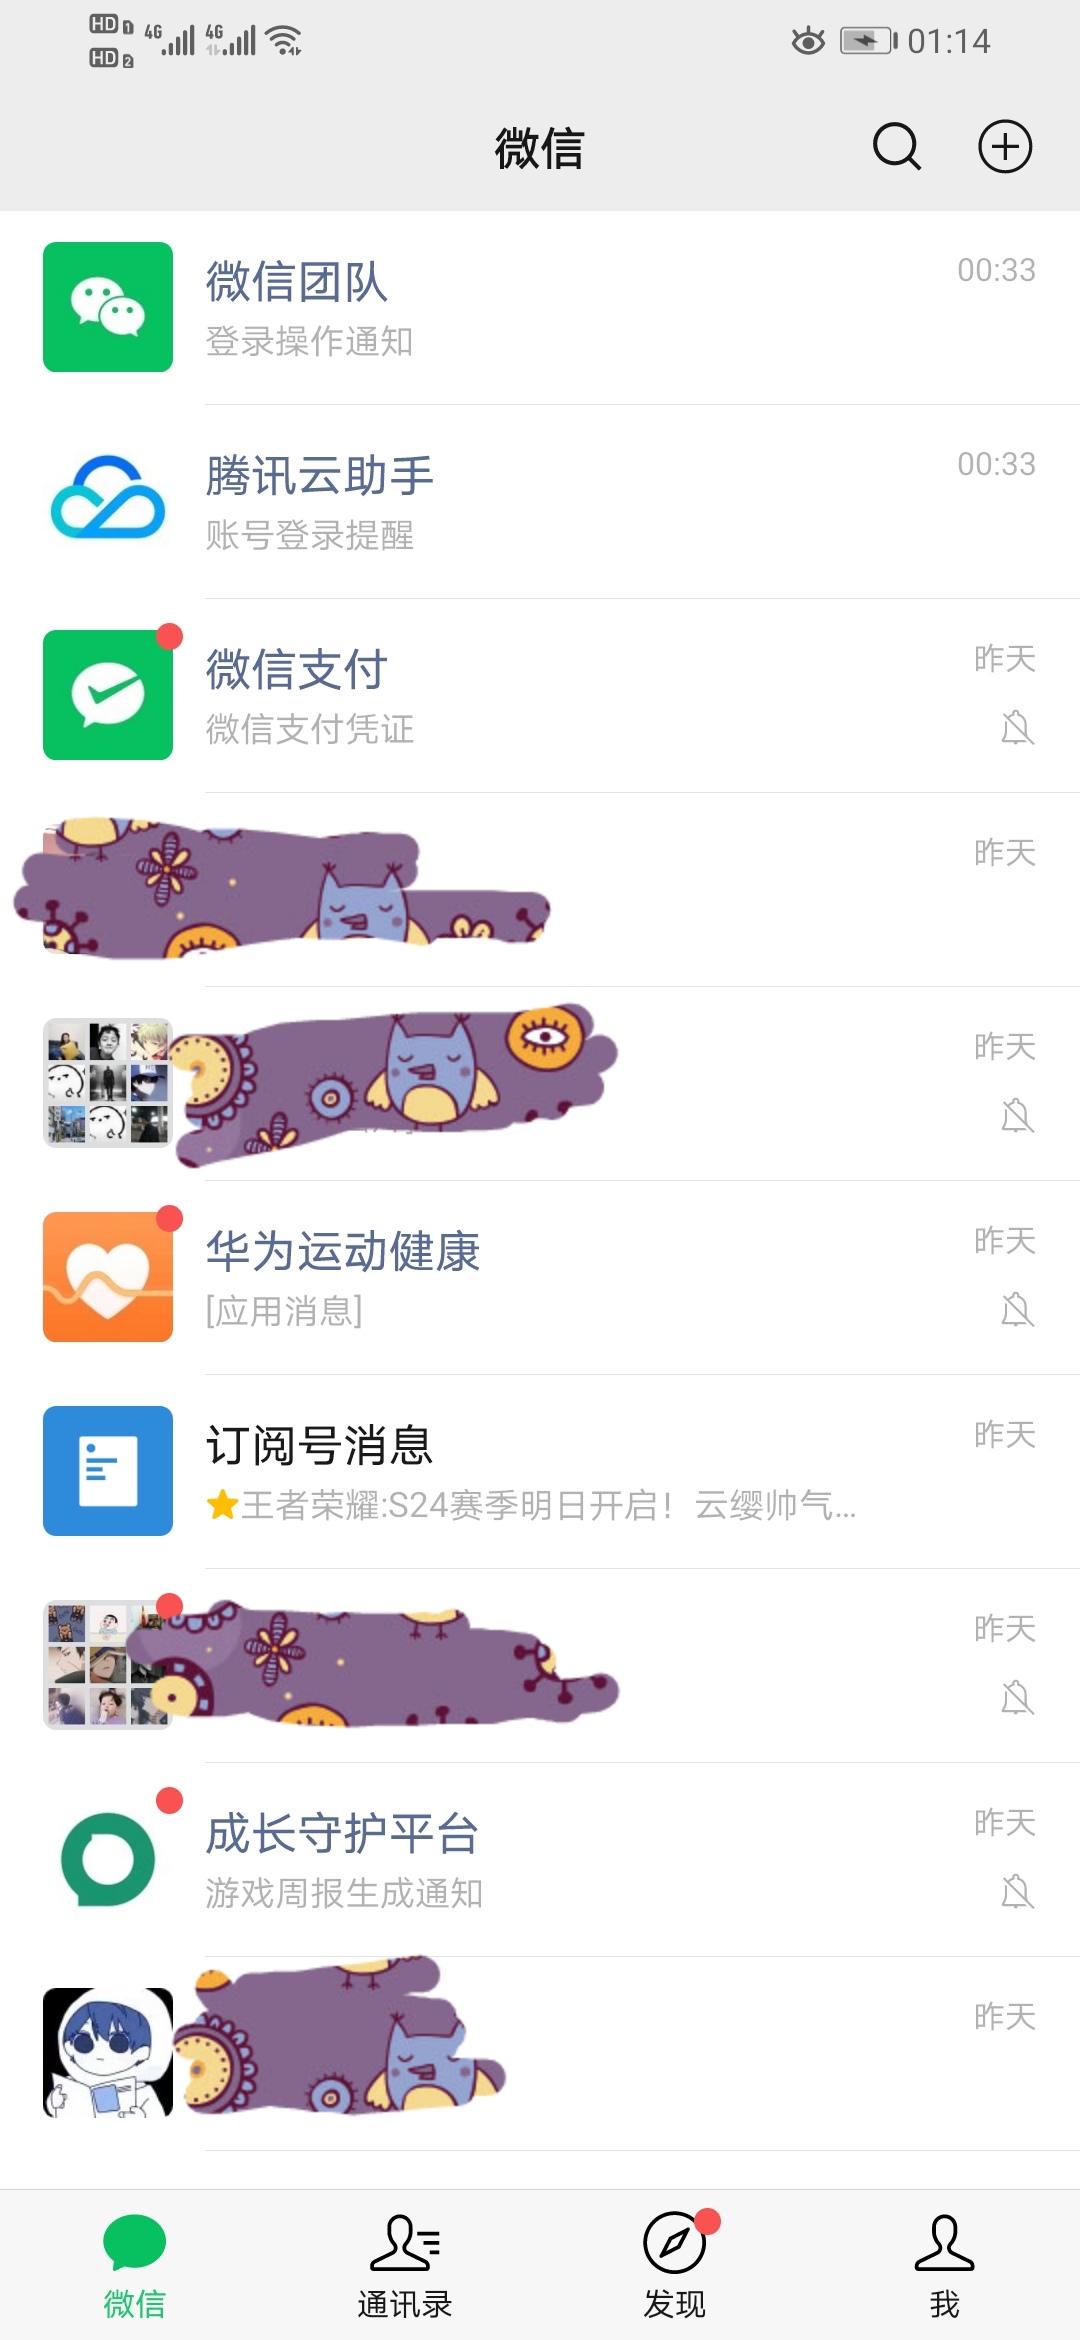 HD 1 4G 4G 01:14
HD 2
微信
微信团队 00:33
登录操作通知
腾讯云助手 00:33
账号登录提醒
微信支付 昨天
微信支付凭证
昨天
昨天
华为运动健康 昨天
[应用消息]
订阅号消息 昨天
王者荣耀:S24赛季明日开启！云缨帅气...
昨天
成长守护平台 昨天
游戏周报生成通知
昨天
微信 通讯录 发现 我